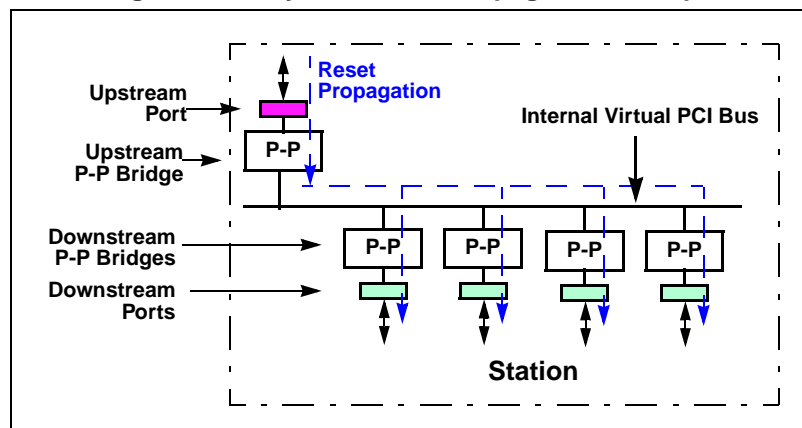 Reset
Propagation
Upstream
Port
Internal Virtual PCI Bus
P-P
Upstream
P-P Bridge
Downstream
P-P Bridges
P-P
P-P
P-P
P-P
Downstream
Ports
Station